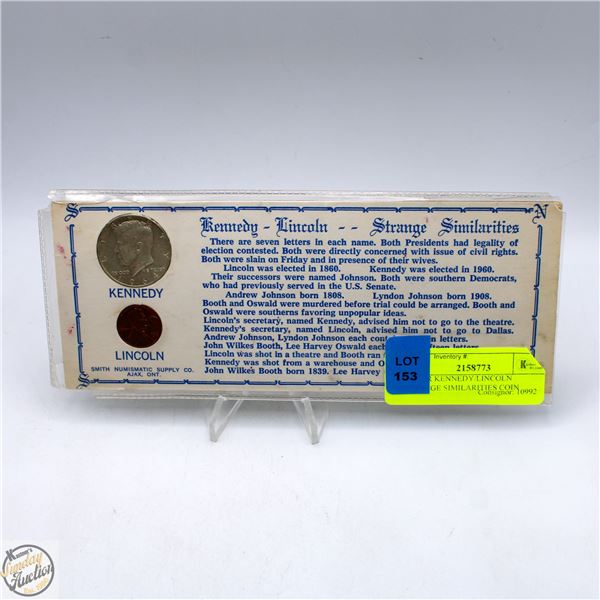 Kennedy - Lincoln -- Strange Similarities
There are seven letters in each name. Both Presidents had legality of
election contested. Both were directly concerned with issue of civil rights.
Both were slain on Friday and in presence of their wives.
Lincoln was elected in 1860. Kennedy was elected in 1960.
Their successors were named Johnson. Both were southern Democrats,
who had previously served in the U.S. Senate.
Andrew Johnson born 1808. Lyndon Johnson born 1908.
Booth and Oswald were murdered before trial could be arranged. Booth and
Oswald were southerns favoring unpopular ideas.
Lincoln's secretary, named Kennedy, advised him not to go to the theatre.
Kennedy's secretary, named Lincoln, advised him not to go to Dallas.
Andrew Johnson, Lyndon Johnson each letters.
John Wilkes Booth, Lee Harvey Oswald each letters.
Lincoln was shot in a theatre and Booth ran
Kennedy was shot from a warehouse and
John Wilkes Booth born 1839. Lee Harvey
KENNEDY
LINCOLN
SMITH NUMISMATIC SUPPLY CO.
AJAX, ONT.
N
S
LOT
153
Inventory #
2158773
KENNEDY LINCOLN
SIMILARITIES COIN
Consignor: 10992
Kastner's
Sunday
Auction